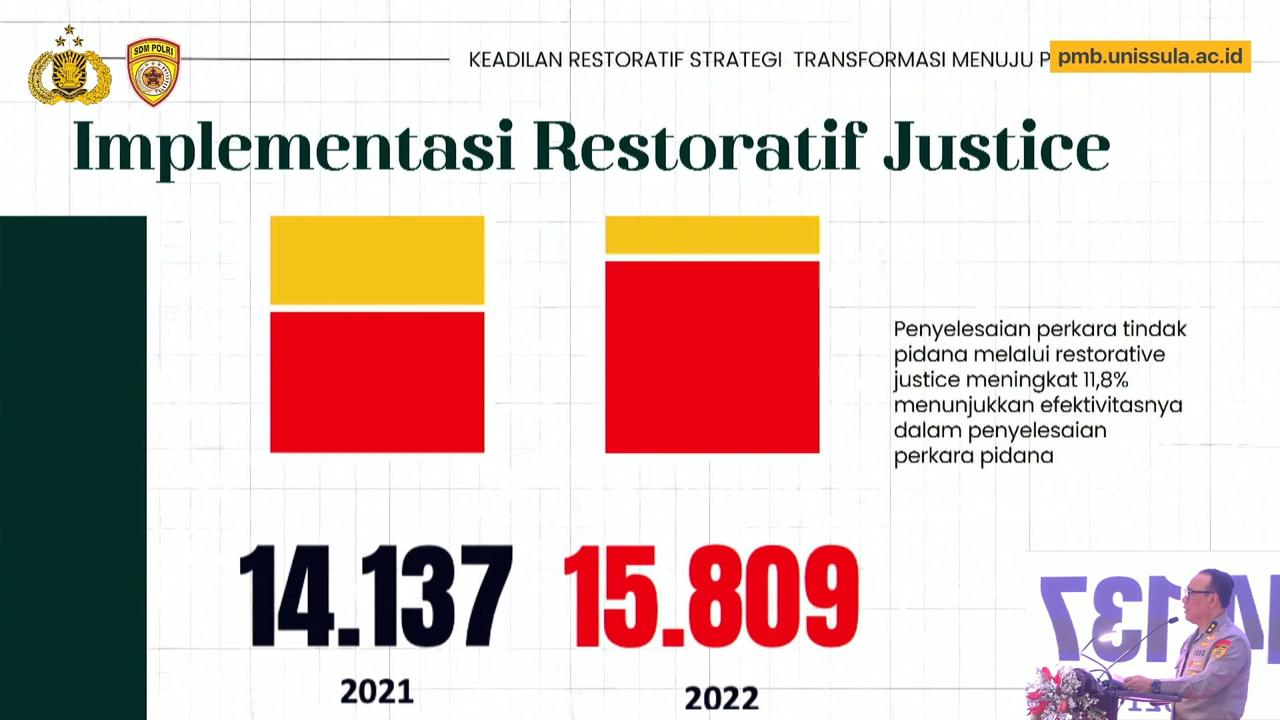 SDM POLRI
KEADILAN RESTORATIF STRATEGI TRANSFORMASI MENUJU P
pmb.unissula.ac.id
Implementasi Restoratif Justice
Penyelesaian perkara tindak
pidana melalui restorative
justice meningkat 11,8%
menunjukkan efektivitasnya
dalam penyelesaian
perkara pidana
14.137
15.809
2021
2022